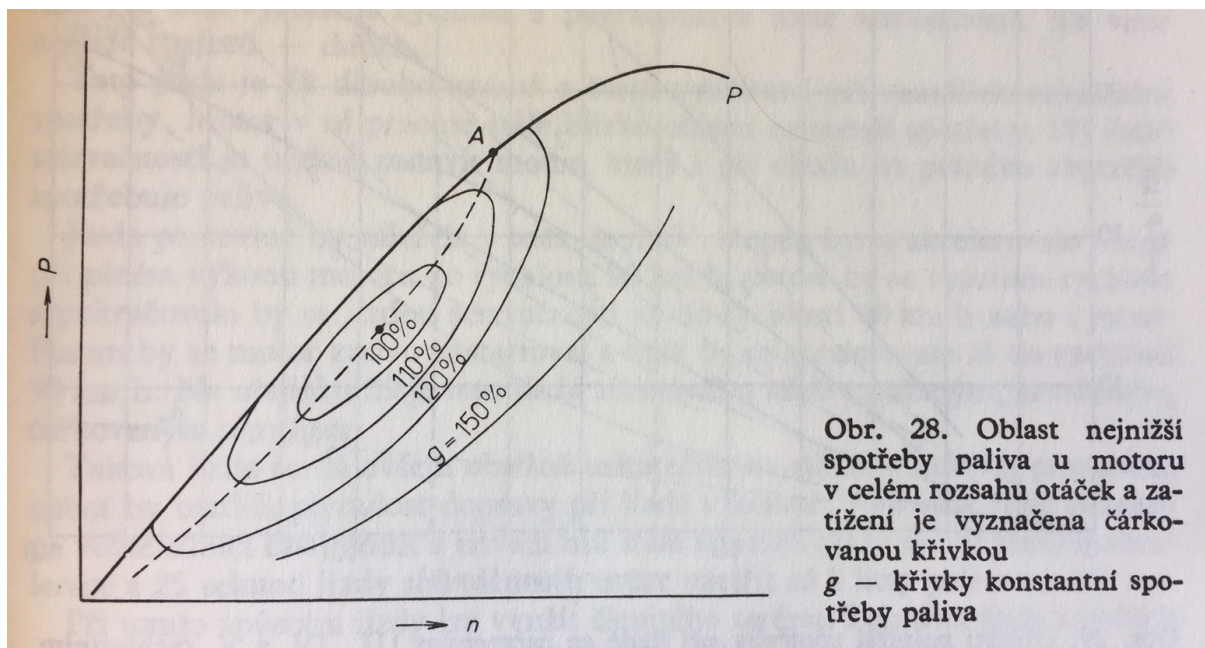 P
A
P
100%
110%
120%
g = 150%
n
Obr. 28. Oblast nejnižší
spotřeby paliva u motoru
v celém rozsahu otáček a za-
tížení je vyznačena čárko-
vanou křivkou
g — křivky konstantní spo-
třeby paliva